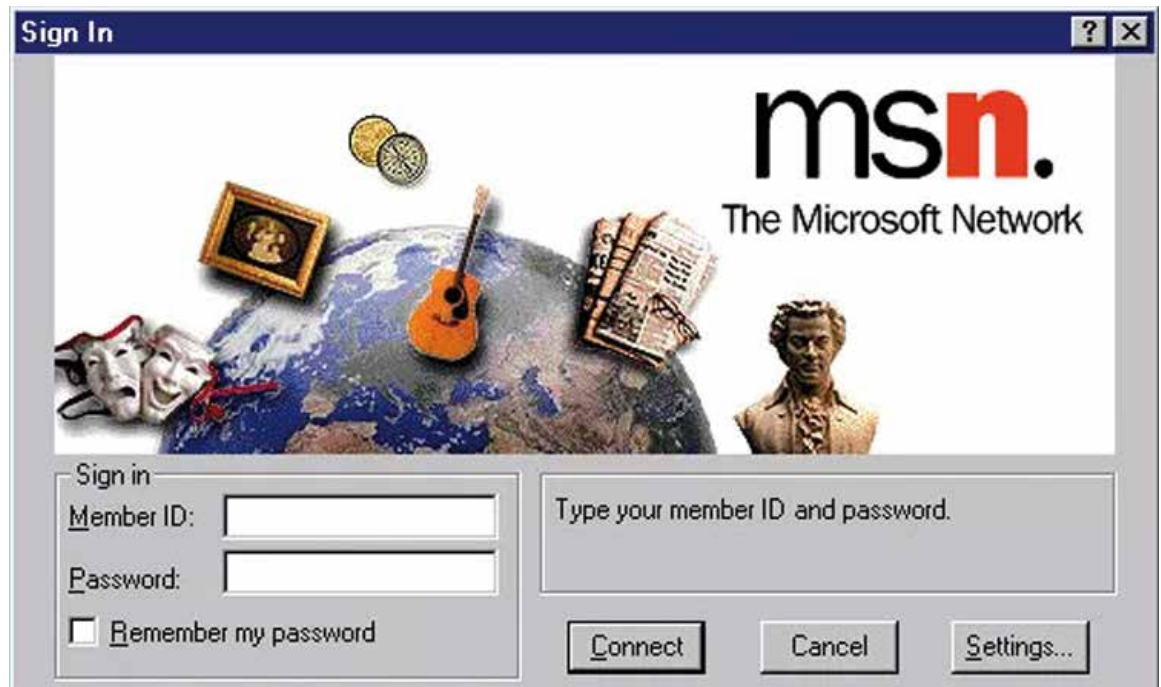 Sign In
msn.
The Microsoft Network
Sign in
Member ID:
Type your member ID and password.
Password:
Remember my password
Connect Cancel Settings...